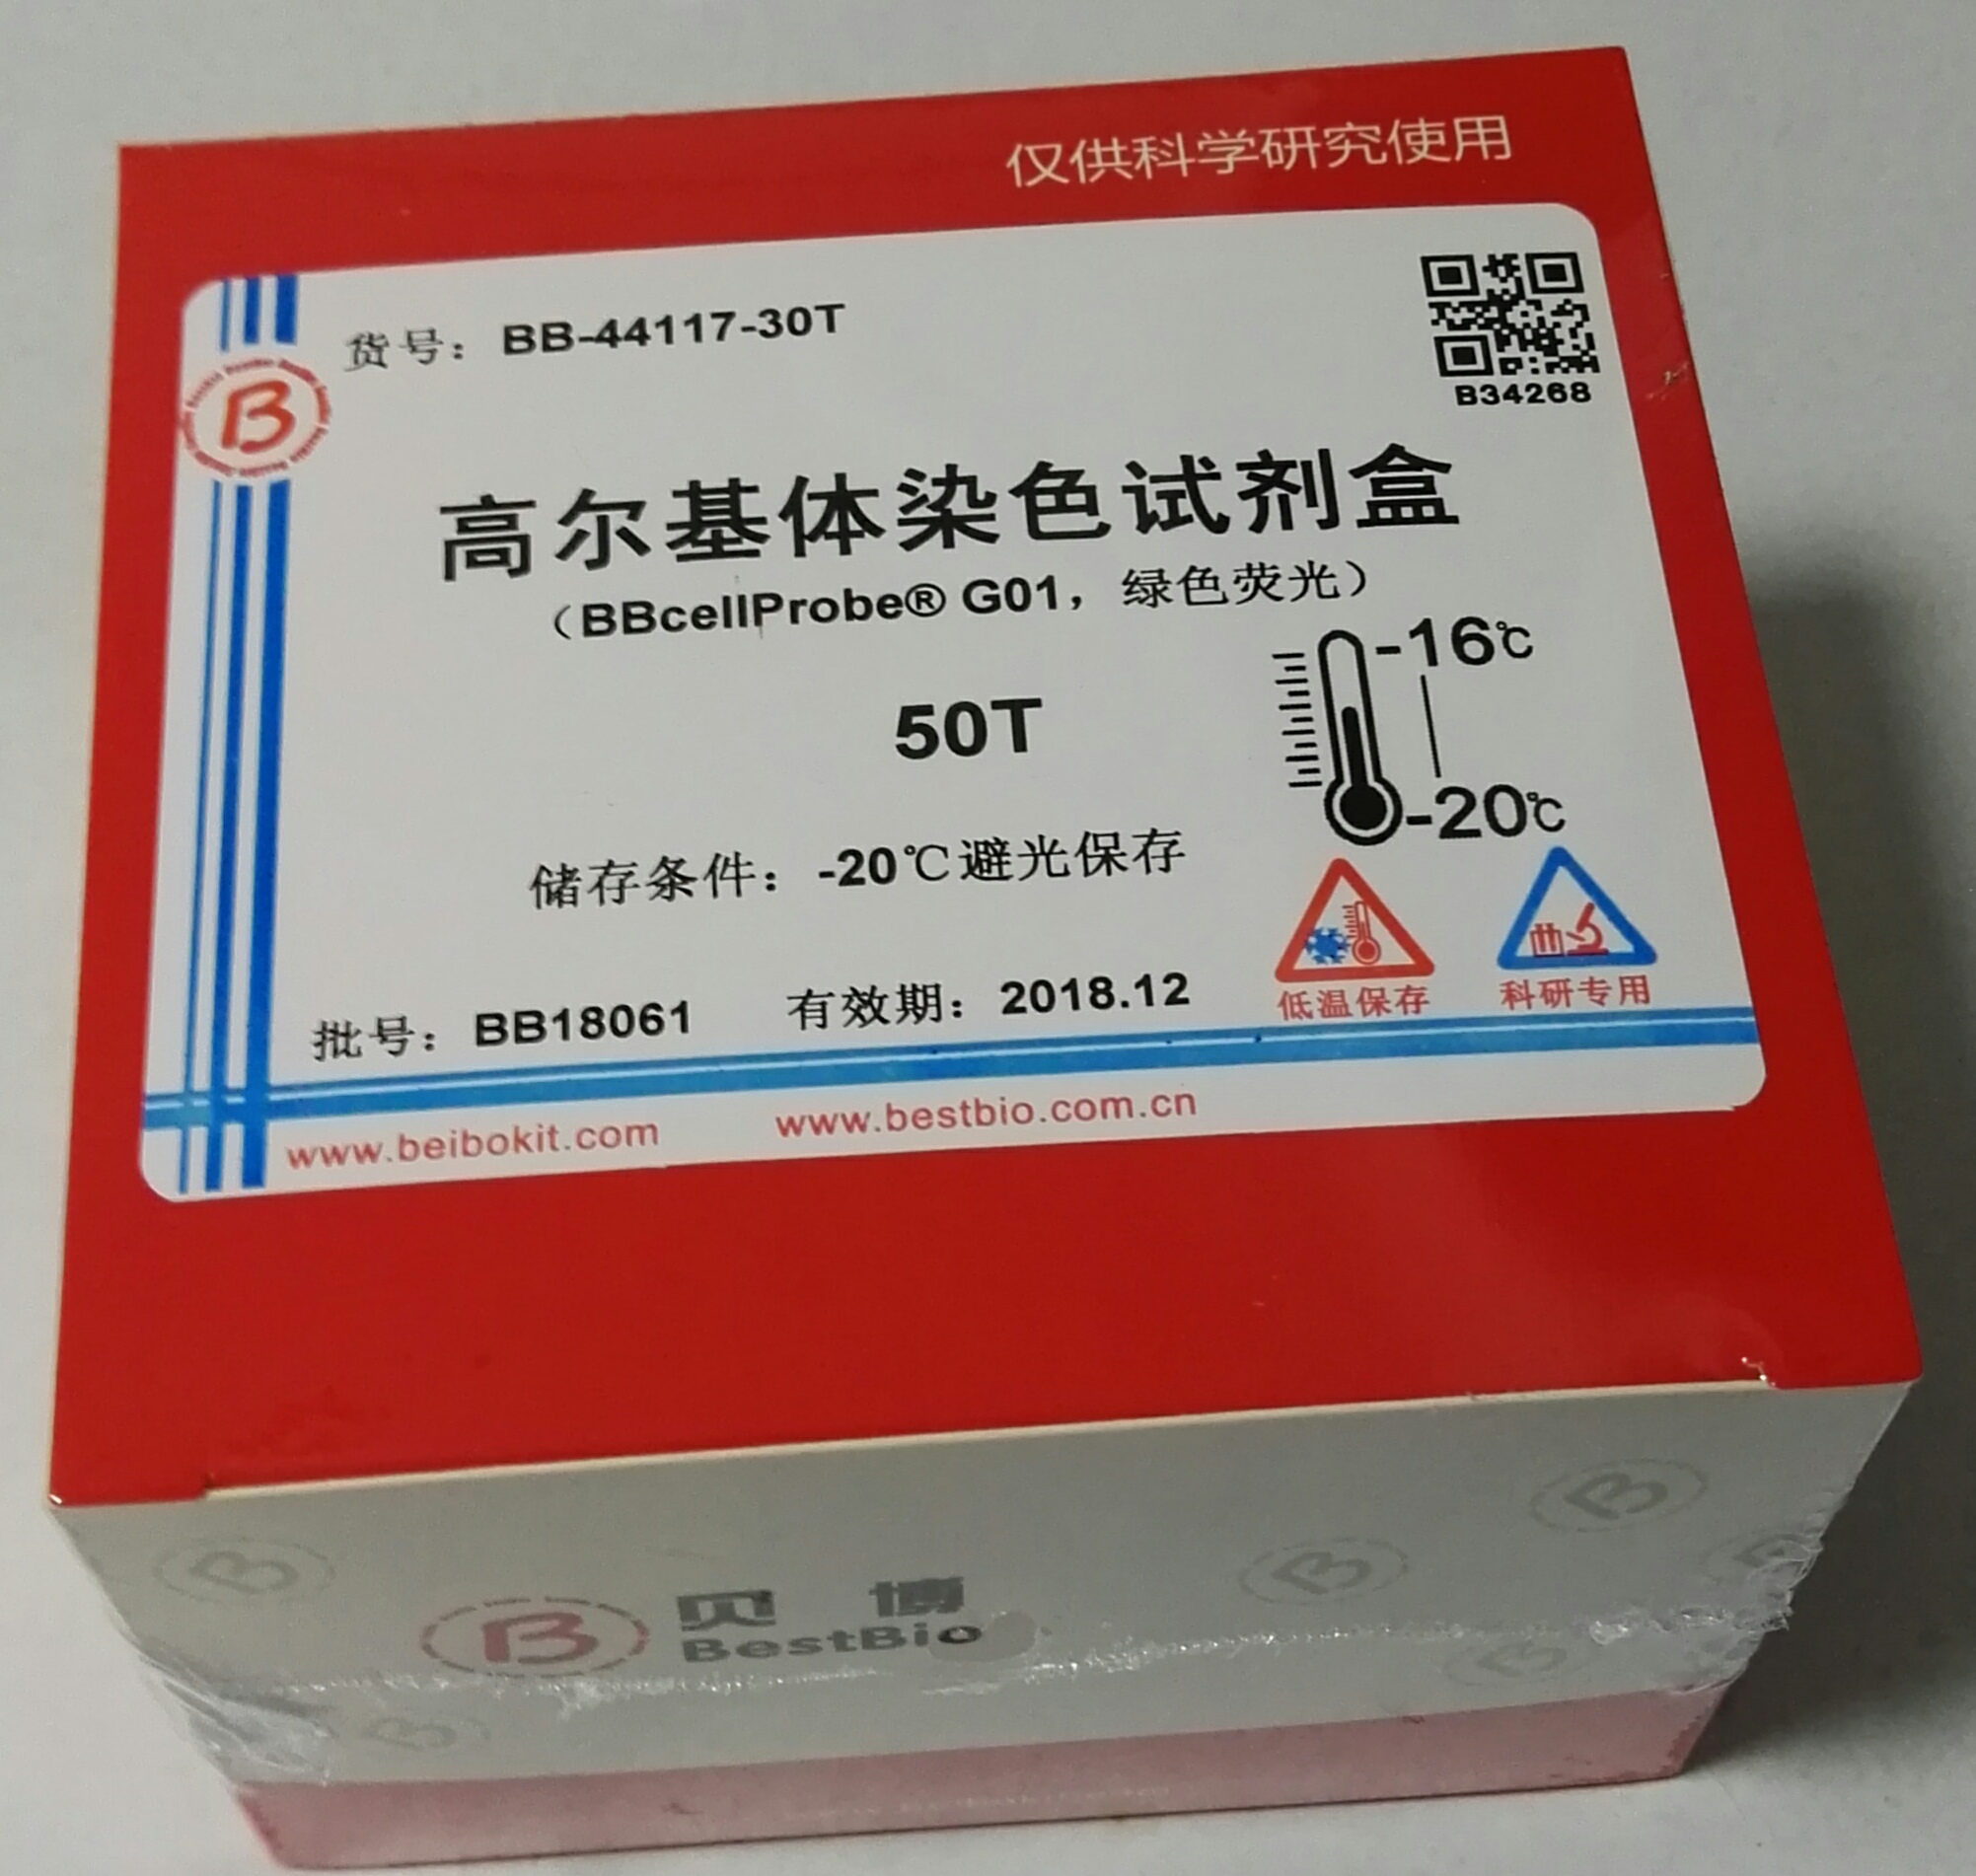 仅供科学研究使用
货号： BB-44117-30T
B34268
B
高尔基体染色试剂盒
（BBcellProbe® G01，绿色荧光）
50T
-16℃
-20℃
储存条件：-20℃避光保存
低温保存
科研专用
批号： BB18061 有效期：2018.12
www.beibokit.com www.bestbio.com.cn
B 贝博
BestBio